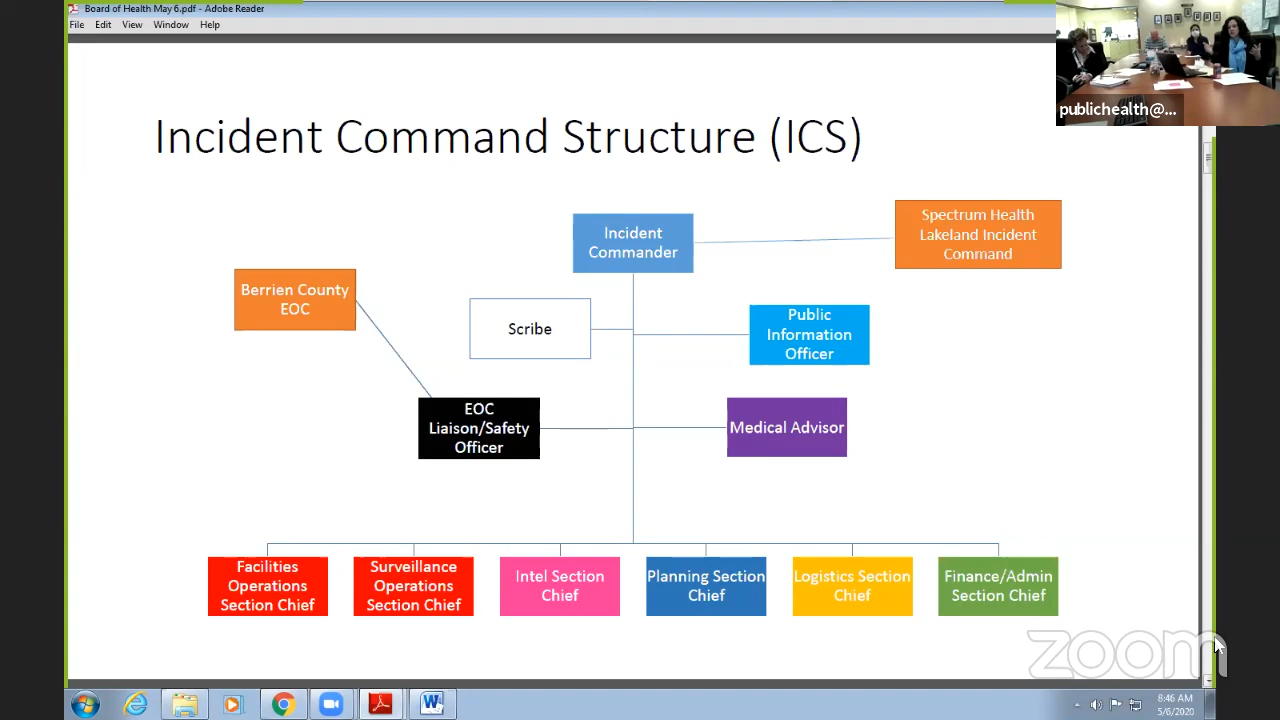 Board of Health May 6.pdf - Adobe Reader
File Edit View Window Help
publichealth@...
Incident Command Structure (ICS)
Incident
Commander
Spectrum Health
Lakeland Incident
Command
Berrien County
EOC
Scribe
Public
Information
Officer
EOC
Liaison/Safety
Officer
Medical Advisor
Facilities
Operations
Section Chief
Surveillance
Operations
Section Chief
Intel Section
Chief
Planning Section
Chief
Logistics Section
Chief
Finance/Admin
Section Chief
zoom
8:46 AM
5/6/2020